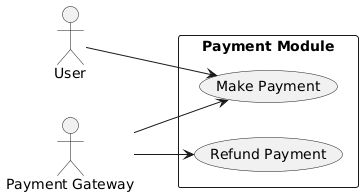 Payment Module
User
Make Payment
Payment Gateway
Refund Payment